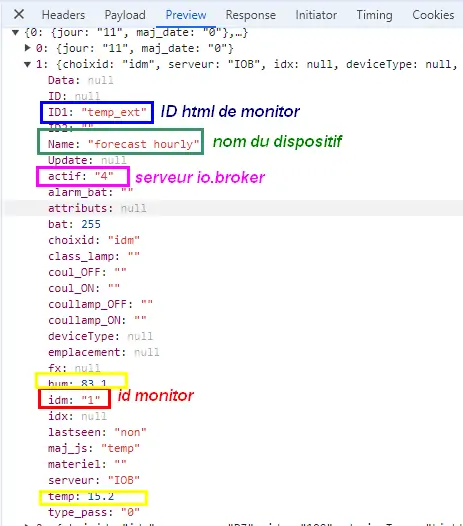 Headers Payload Preview Response Initiator Timing Cookies
▼{0: {jour: "11", maj_date: "0"},…}
▶ 0: {jour: "11", maj_date: "0"}
▼ 1: {choixid: "idm", serveur: "IOB", idx: null, deviceType: null,
Data: null
ID: null
ID1: "temp_ext" ID html de monitor
ID2: ""
Name: "forecast hourly" nom du dispositif
Update: null
actif: "4" serveur io.broker
alarm_bat: ""
attributs: null
bat: 255
choixid: "idm"
class_lamp: ""
coul_OFF: ""
coul_ON: ""
coullamp_OFF: ""
coullamp_ON: ""
deviceType: null
emplacement: null
fx: null
hum: 83.1
idm: "1" id monitor
idx: null
lastseen: "non"
maj_js: "temp"
materiel: ""
serveur: "IOB"
temp: 15.2
type_pass: "0"